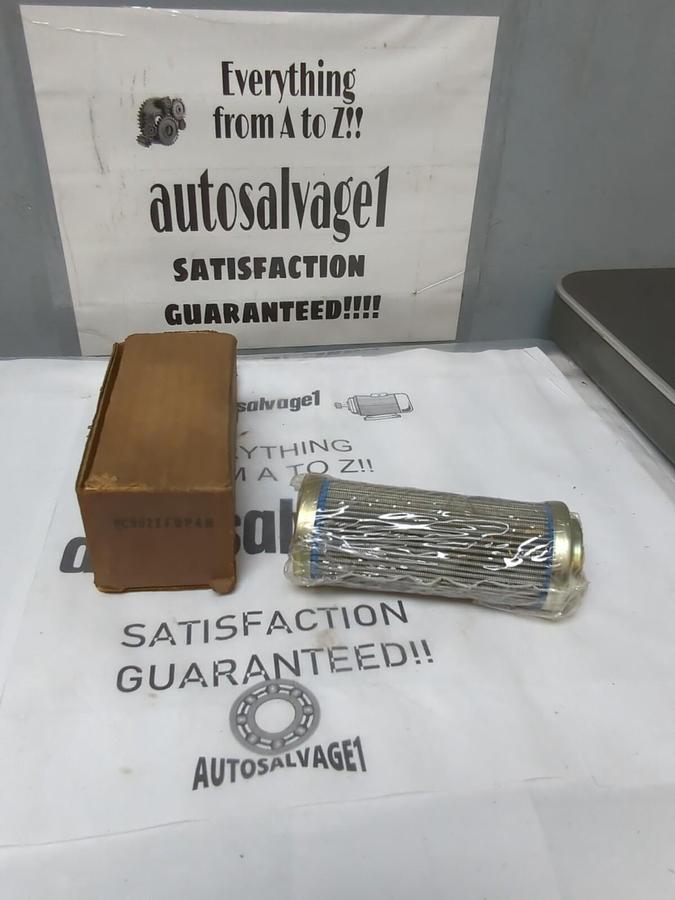 Everything
from A to Z!!
autosalvage1
SATISFACTION
GUARANTEED!!!!
salvage1
YTHING
M A TO Z!!
SATISFACTION
GUARANTEED!!
AUTOSALVAGE1